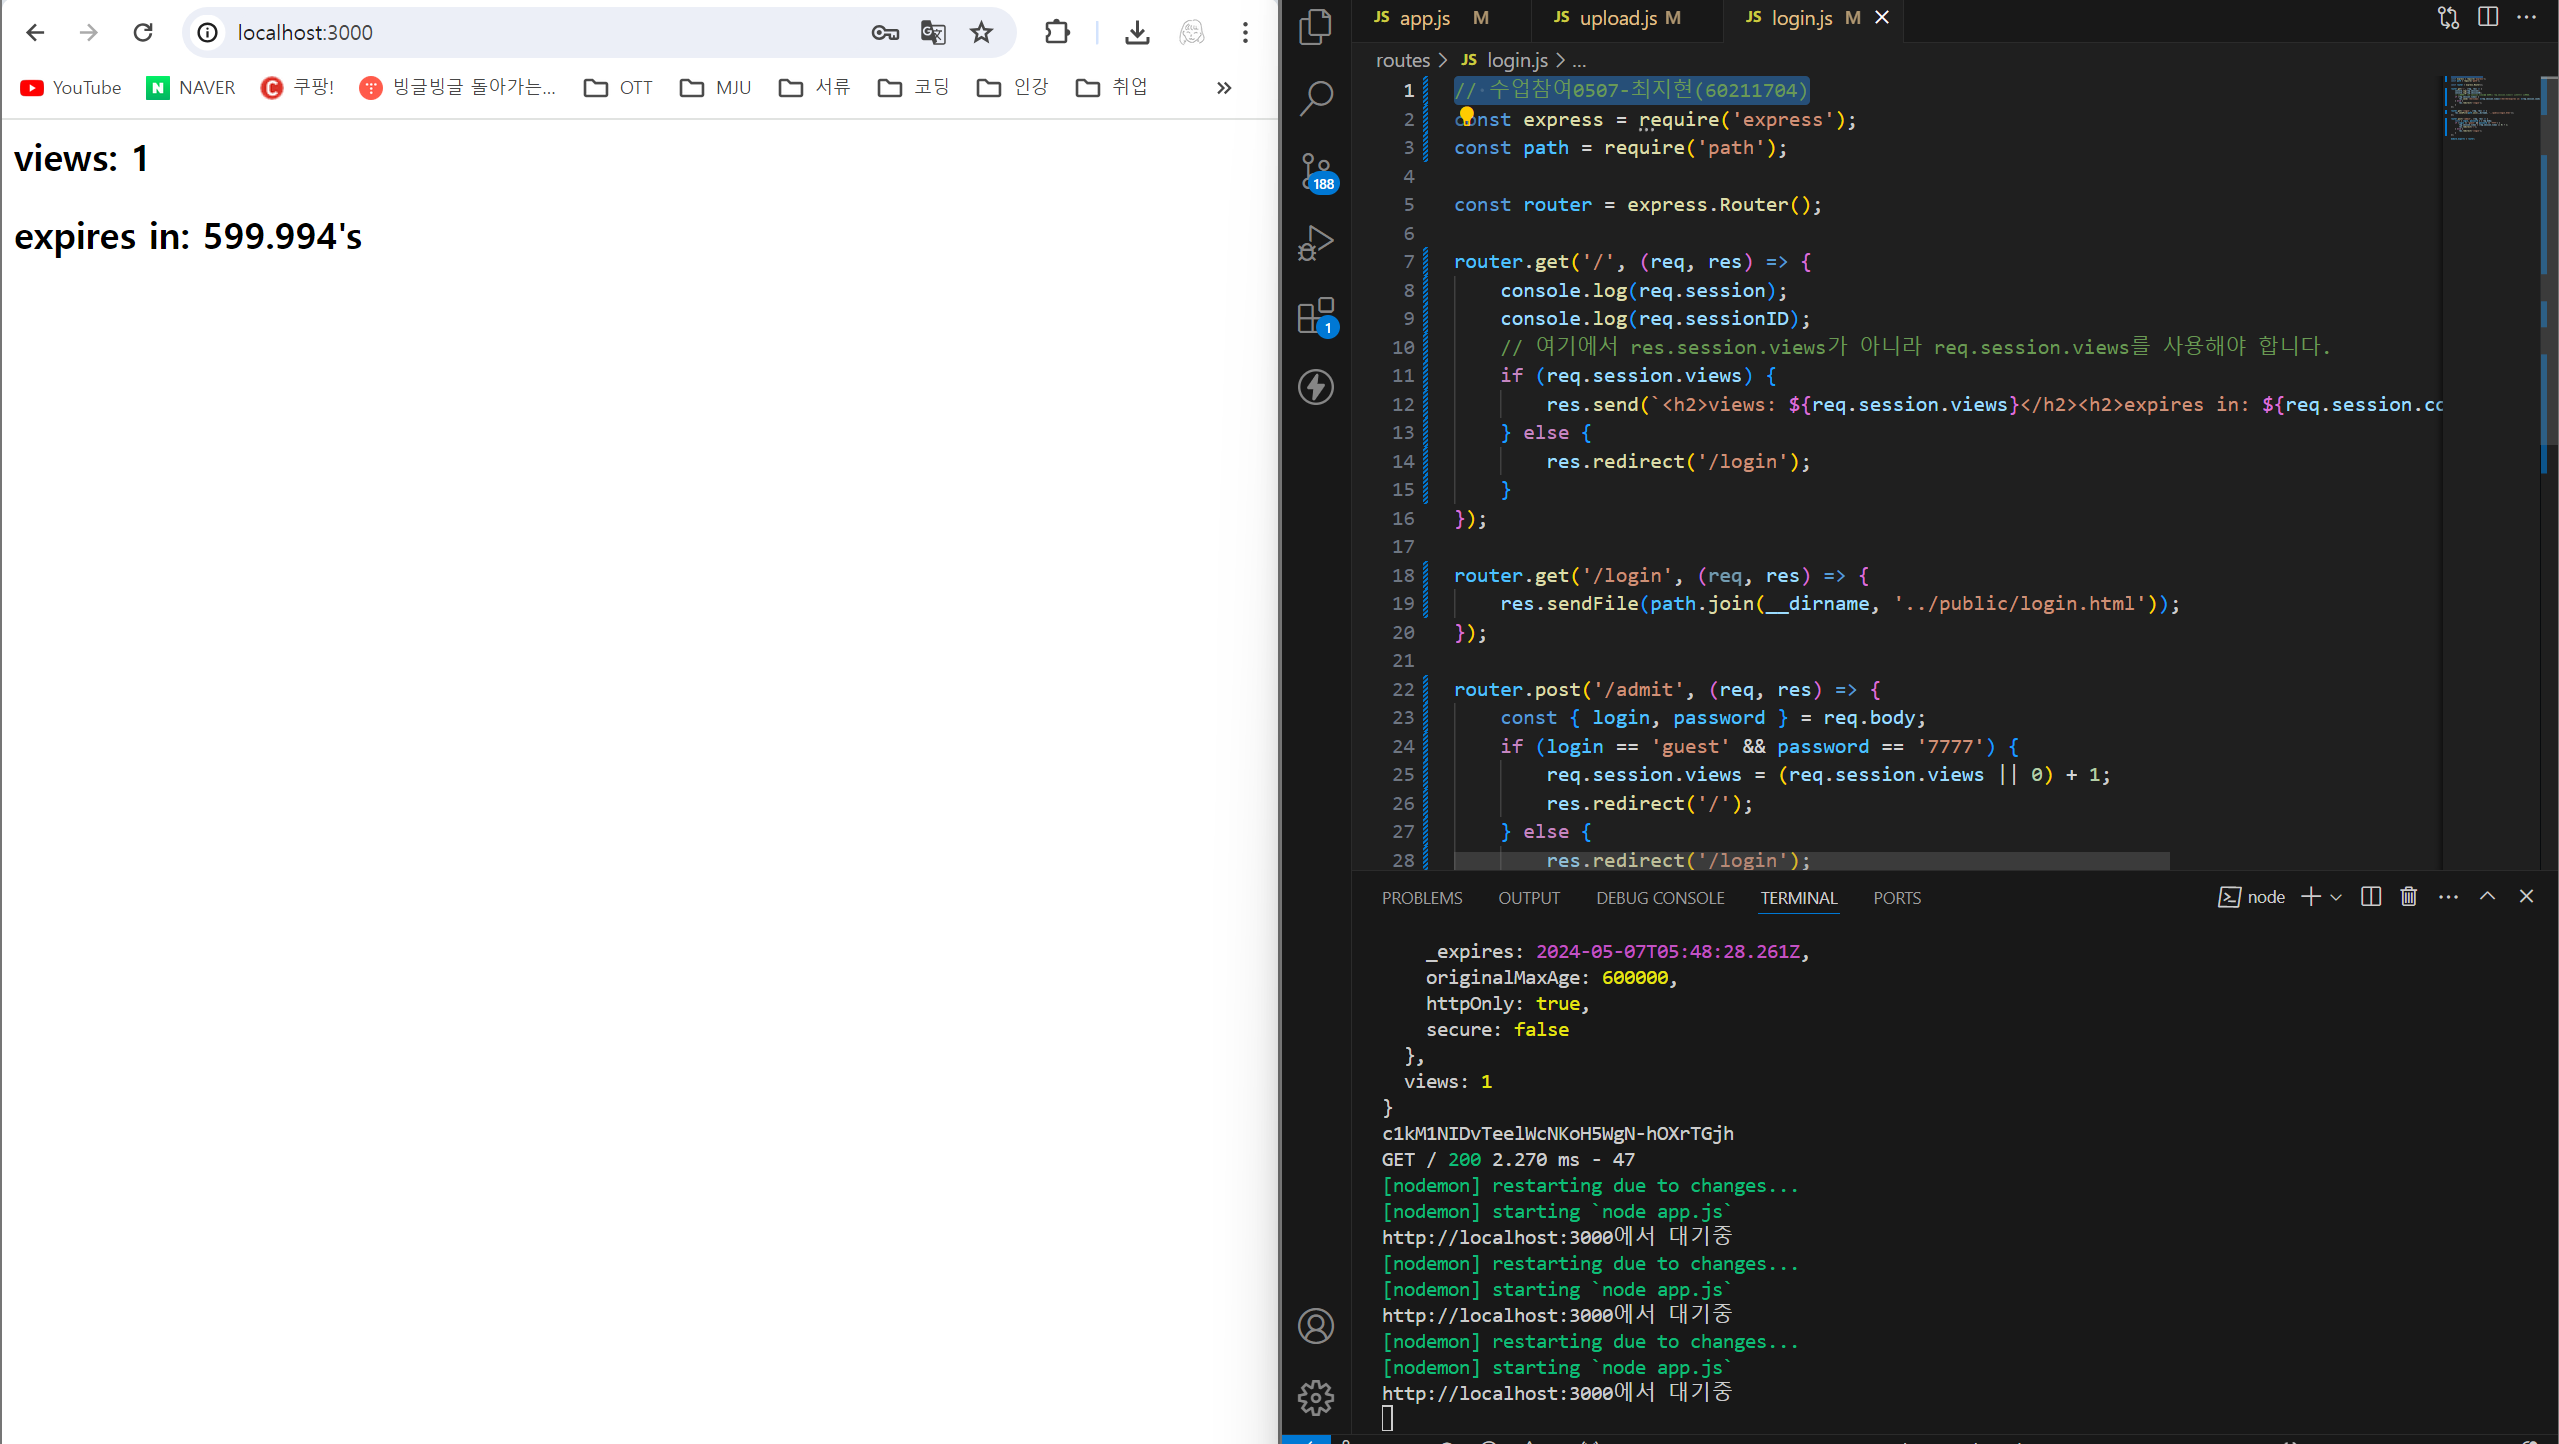 localhost:3000
YouTube NAVER 쿠팡! 빙글빙글 돌아가는... OTT MJU 서류 코딩 인강 취업 »
views: 1
expires in: 599.994's
188
1
JS app.js M JS upload.js M JS login.js M
routes > JS login.js > ...
1 // 수업참여0507-최지현(60211704)
2 const express = require('express');
3 const path = require('path');
4
5 const router = express.Router();
6
7 router.get('/', (req, res) => {
8 console.log(req.session);
9 console.log(req.sessionID);
10 // 여기에서 res.session.views가 아니라 req.session.views를 사용해야 합니다.
11 if (req.session.views) {
12 res.send(`<h2>views: ${req.session.views}</h2><h2>expires in: ${req.session.cc
13 } else {
14 res.redirect('/login');
15 }
16 });
17
18 router.get('/login', (req, res) => {
19 res.sendFile(path.join(__dirname, '../public/login.html'));
20 });
21
22 router.post('/admit', (req, res) => {
23 const { login, password } = req.body;
24 if (login == 'guest' && password == '7777') {
25 req.session.views = (req.session.views || 0) + 1;
26 res.redirect('/');
27 } else {
28 res.redirect('/login');
PROBLEMS OUTPUT DEBUG CONSOLE TERMINAL PORTS node
_expires: 2024-05-07T05:48:28.261Z,
originalMaxAge: 600000,
httpOnly: true,
secure: false
},
views: 1
}
c1kM1NIDvTeelWcNKoH5WgN-hOXrTGjh
GET / 200 2.270 ms - 47
[nodemon] restarting due to changes...
[nodemon] starting `node app.js`
http://localhost:3000에서 대기중
[nodemon] restarting due to changes...
[nodemon] starting `node app.js`
http://localhost:3000에서 대기중
[nodemon] restarting due to changes...
[nodemon] starting `node app.js`
http://localhost:3000에서 대기중